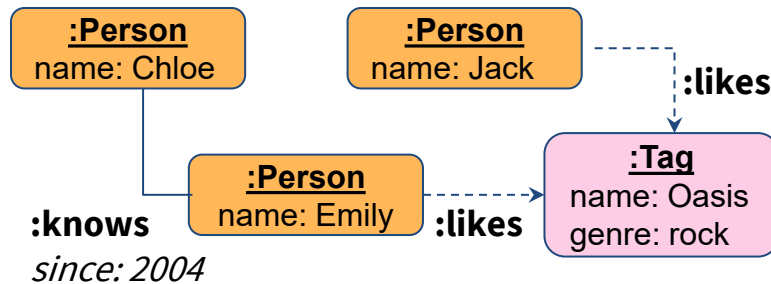 :Person
name: Chloe
:Person
name: Jack
:likes
:Person
name: Emily
:knows
since: 2004
:likes
:Tag
name: Oasis
genre: rock